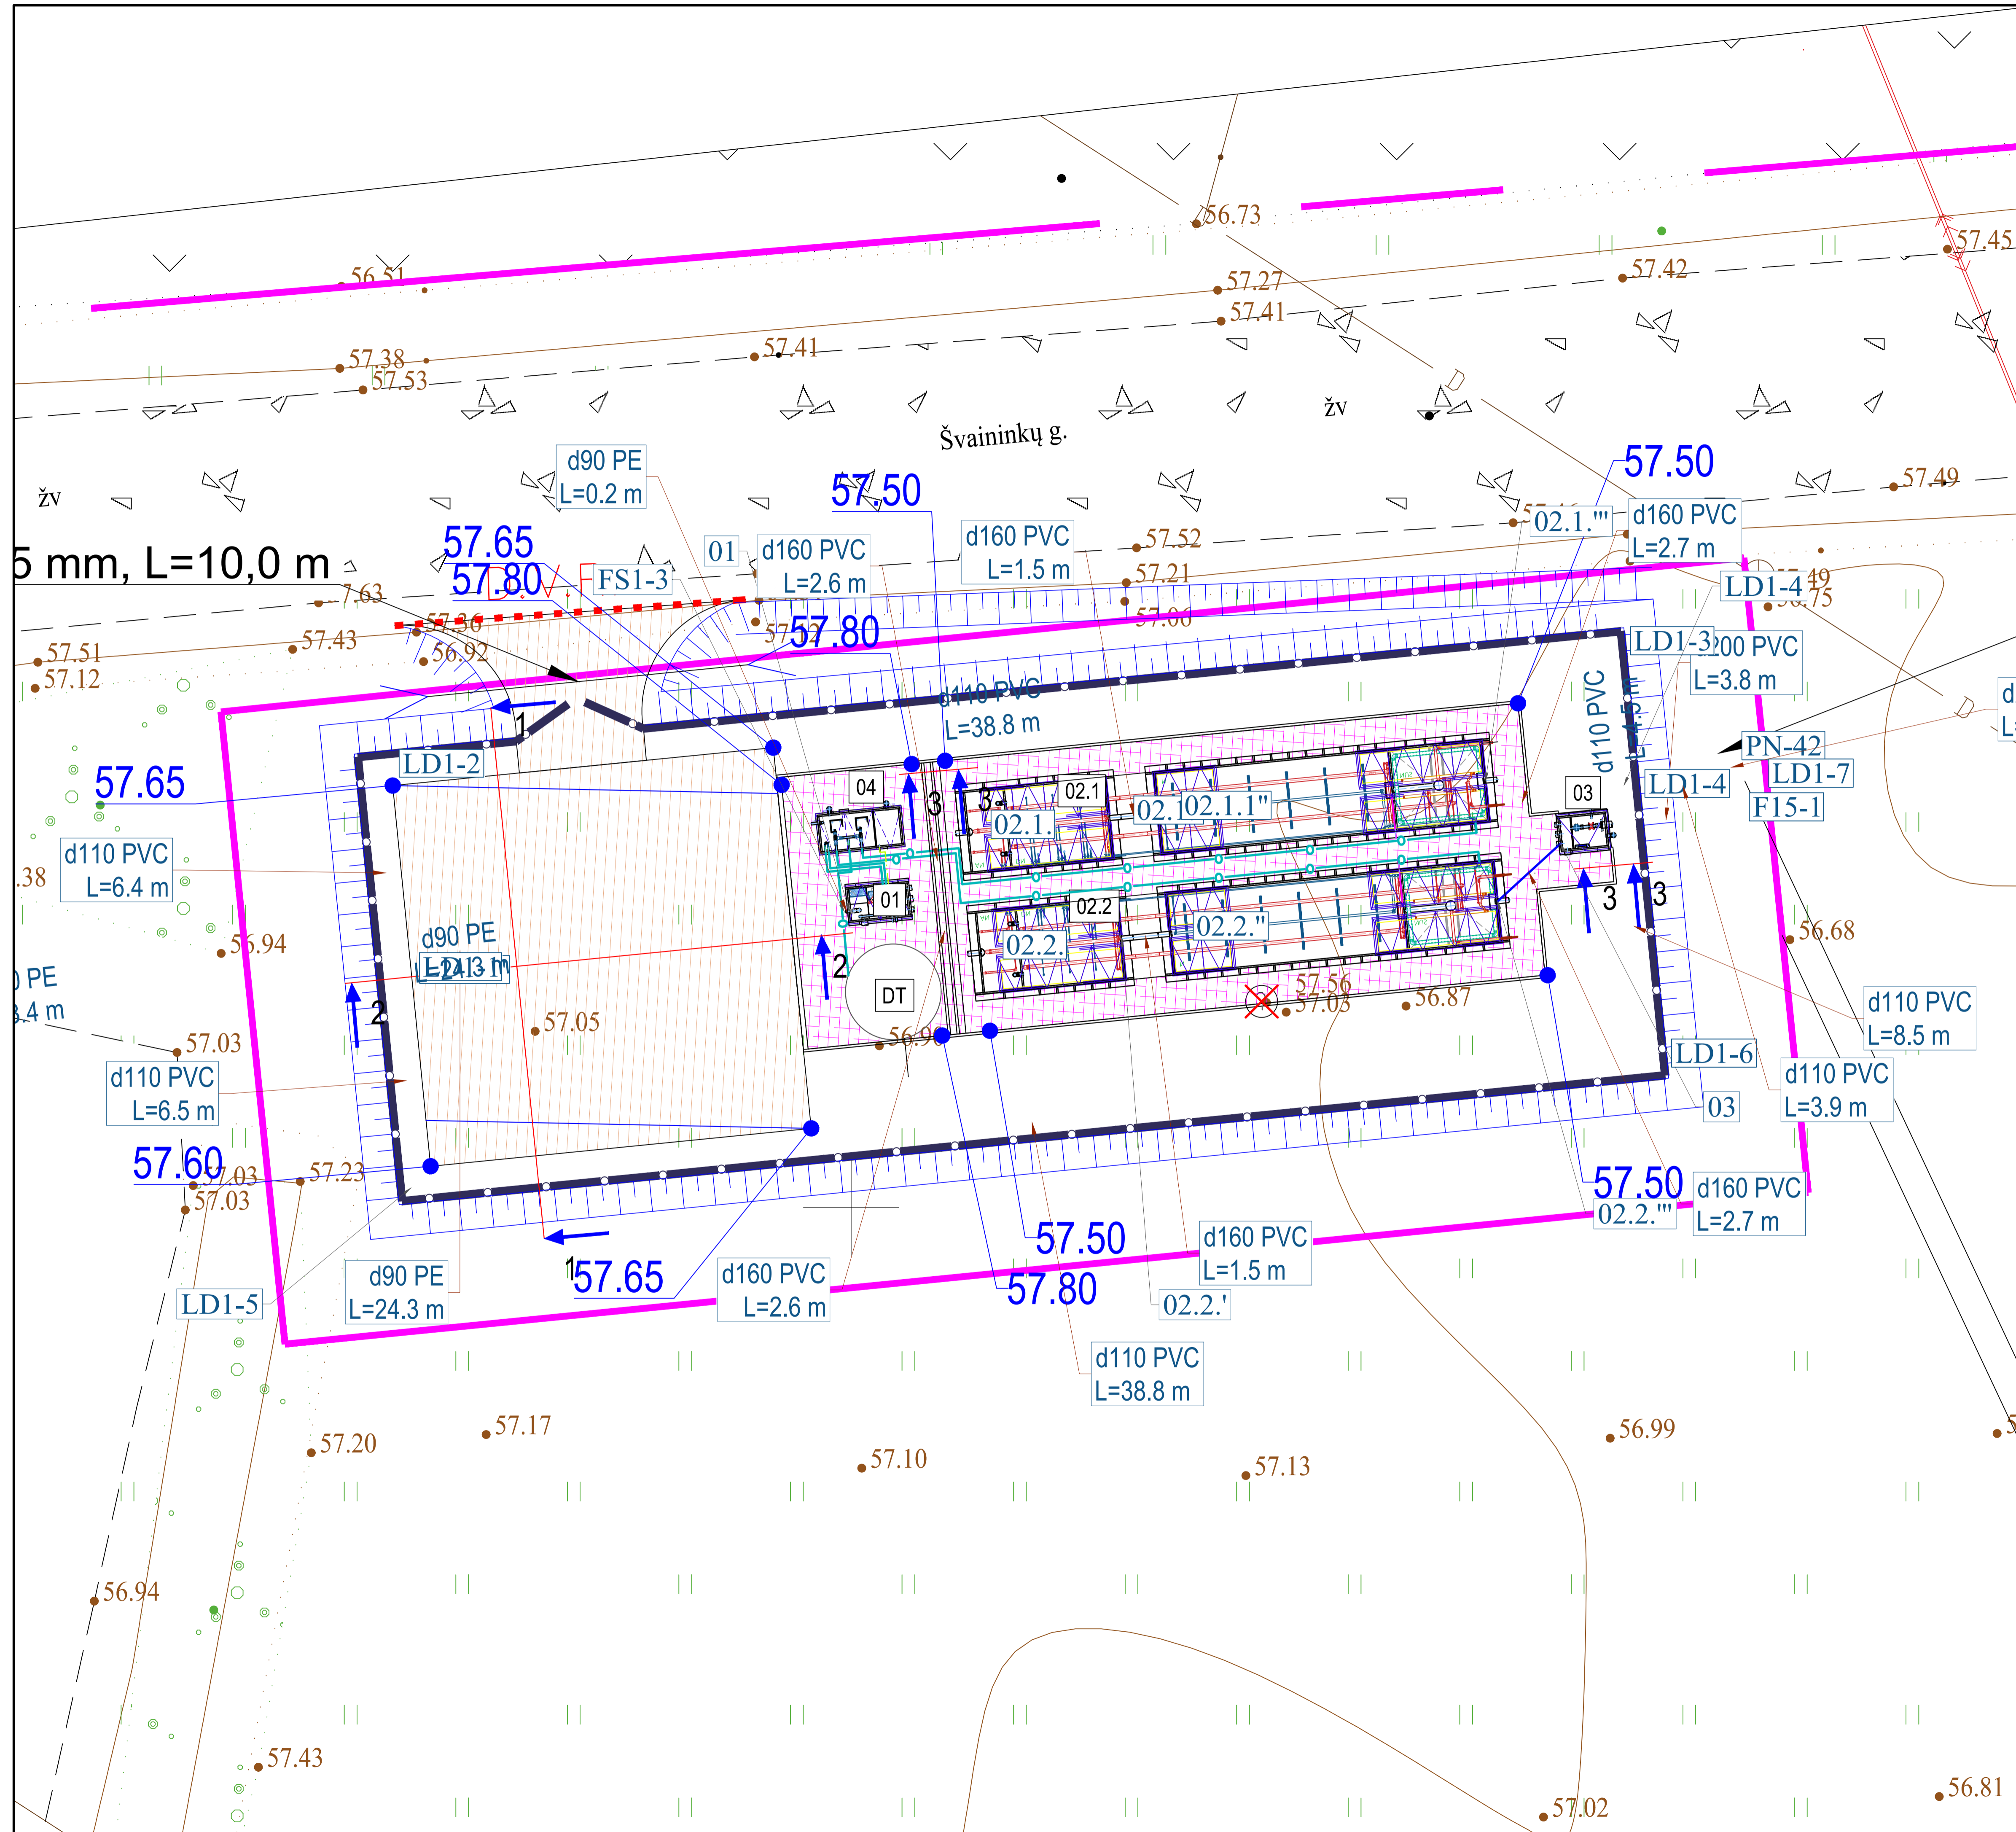 56.73
57.45
57.42
56.51
57.27
57.41
57.38
57.41
57.53
žv
Švaininkų g.
57.50
d90 PE
L=0.2 m
57.50
57.49
žv
02.1.'''
d160 PVC
L=2.7 m
57.65
01
d160 PVC
L=2.6 m
d160 PVC
L=1.5 m
57.52
5 mm, L=10,0 m
57.80
FS1-3
57.21
LD1-4
57.06
57.43
57.80
LD1-3
57.51
56.92
57.12
L=3.8 m
d110 PVC
L=38.8 m
d110 PVC
1
LD1-2
PN-42
57.65
04
02.1
03
LD1-4
LD1-7
3
3
02.1.
02.1.1"
F15-1
d110 PVC
L=6.4 m
01
02.2
3
3
56.94
d90 PE
02.2.
02.2."
56.68
2
DT
57.56
57.03
56.87
2
57.05
d110 PVC
L=8.5 m
57.03
LD1-6
d110 PVC
L=6.5 m
d110 PVC
L=3.9 m
03
57.60
57.03
57.23
57.03
57.50
02.2.'''
d160 PVC
L=2.7 m
57.50
1
57.65
d160 PVC
L=2.6 m
57.80
d160 PVC
L=1.5 m
LD1-5
d90 PE
L=24.3 m
02.2.'
d110 PVC
L=38.8 m
57.20
57.17
57.10
57.13
56.99
56.94
57.43
57.02
56.81